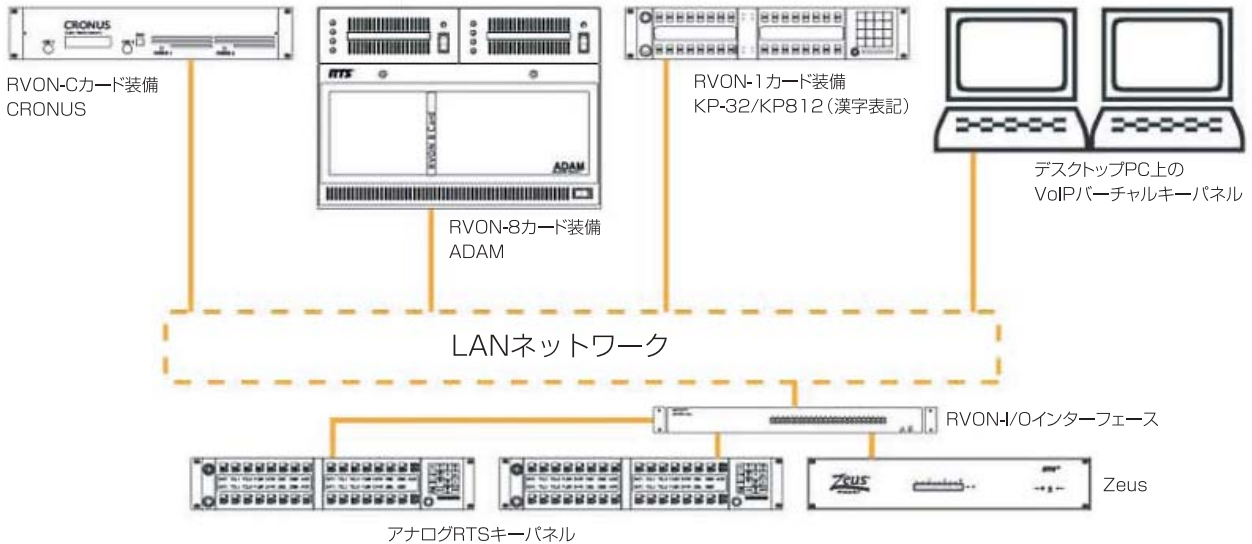 CRONUS
RVON-Cカード装備
CRONUS
RTS
RVON 8 Card
ADAM
RVON-8カード装備
ADAM
RVON-1カード装備
KP-32/KP812（漢字表記）
デスクトップPC上の
VoIPバーチャルキーパネル
LANネットワーク
RVON-I/Oインターフェース
アナログRTSキーパネル
Zeus
RTS
Zeus